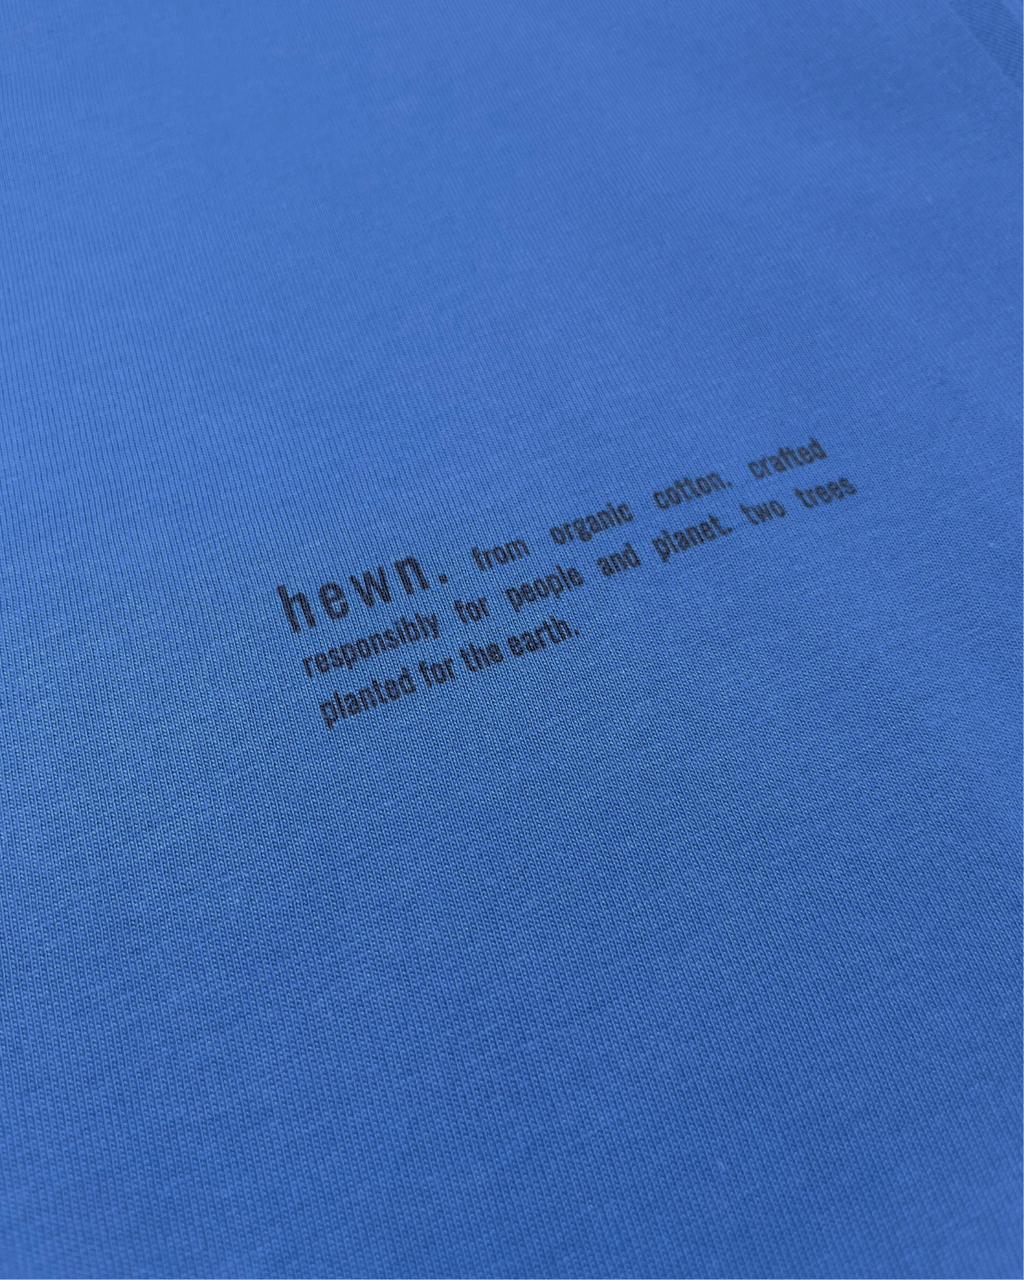 hewn. from organic cotton. crafted
responsibly for people and planet. two trees
planted for the earth.